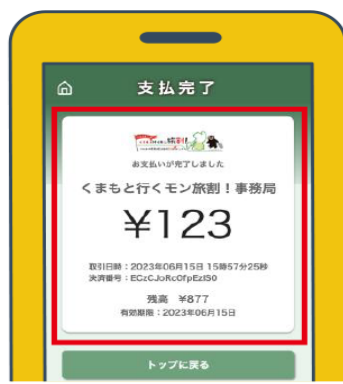 支払完了
旅割!
お支払いが完了しました
くまもと行くモン旅割！事務局
¥123
取引日時：2023年06月15日 15時57分25秒
決済番号：ECzCJoRcOfpEzIS0
残高　¥877
有効期限：2023年06月15日
トップに戻る